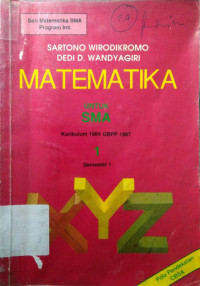 Seri Matematika SMA
Program Inti
SARTONO WIRODIKROMO
DEDI D. WANDYAGIRI
MATEMATIKA
untuk
SMA
Kurikulum 1984 GBPP 1987
Semester 1
XYZ
Pola Pendekatan
CBSA